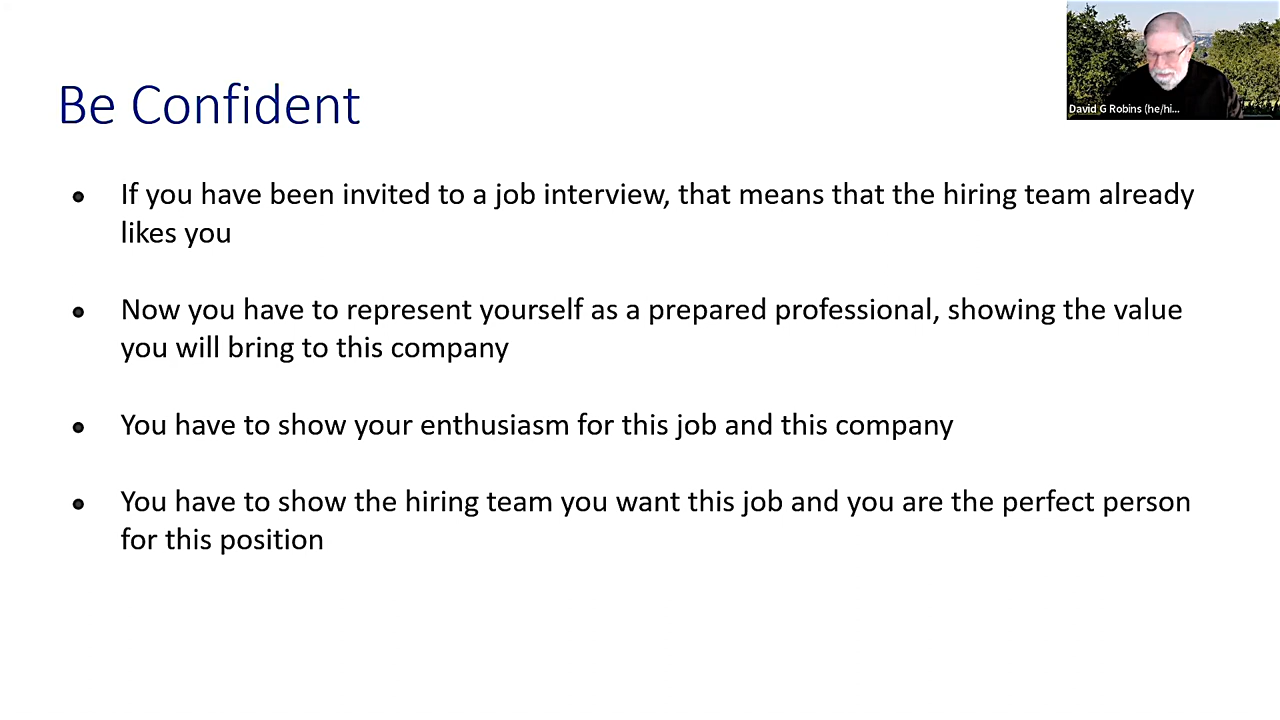 Be Confident
David G Robins (he/hi...
If you have been invited to a job interview, that means that the hiring team already
likes you
Now you have to represent yourself as a prepared professional, showing the value
you will bring to this company
You have to show your enthusiasm for this job and this company
You have to show the hiring team you want this job and you are the perfect person
for this position